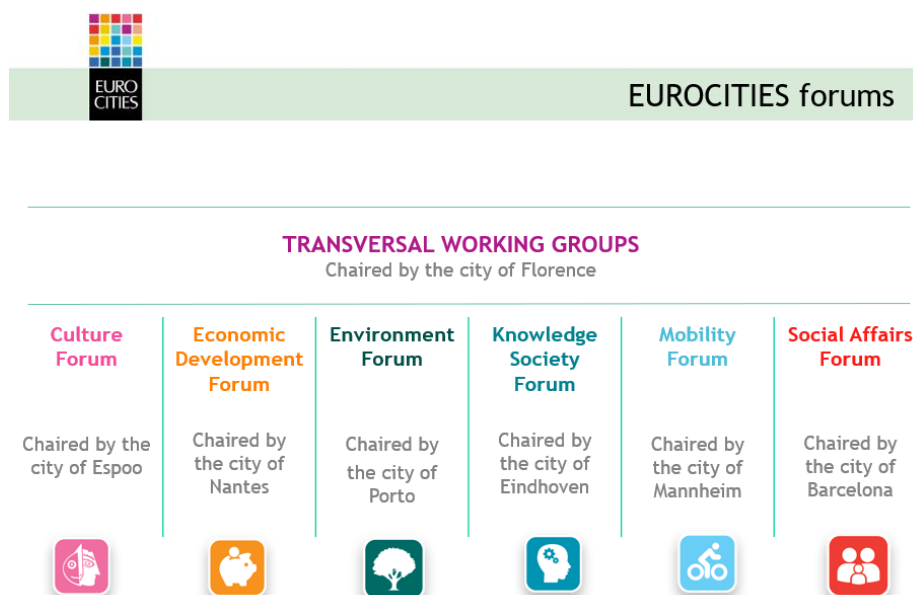 EURO
CITIES
EUROCITIES forums
TRANSVERSAL WORKING GROUPS
Chaired by the city of Florence
Culture
Forum
Chaired by the
city of Espoo
Economic
Development
Forum
Chaired by
the city of
Nantes
Environment
Forum
Chaired by
the city of
Porto
Knowledge
Society
Forum
Chaired by
the city of
Eindhoven
Mobility
Forum
Chaired by
the city of
Mannheim
Social Affairs
Forum
Chaired by
the city of
Barcelona